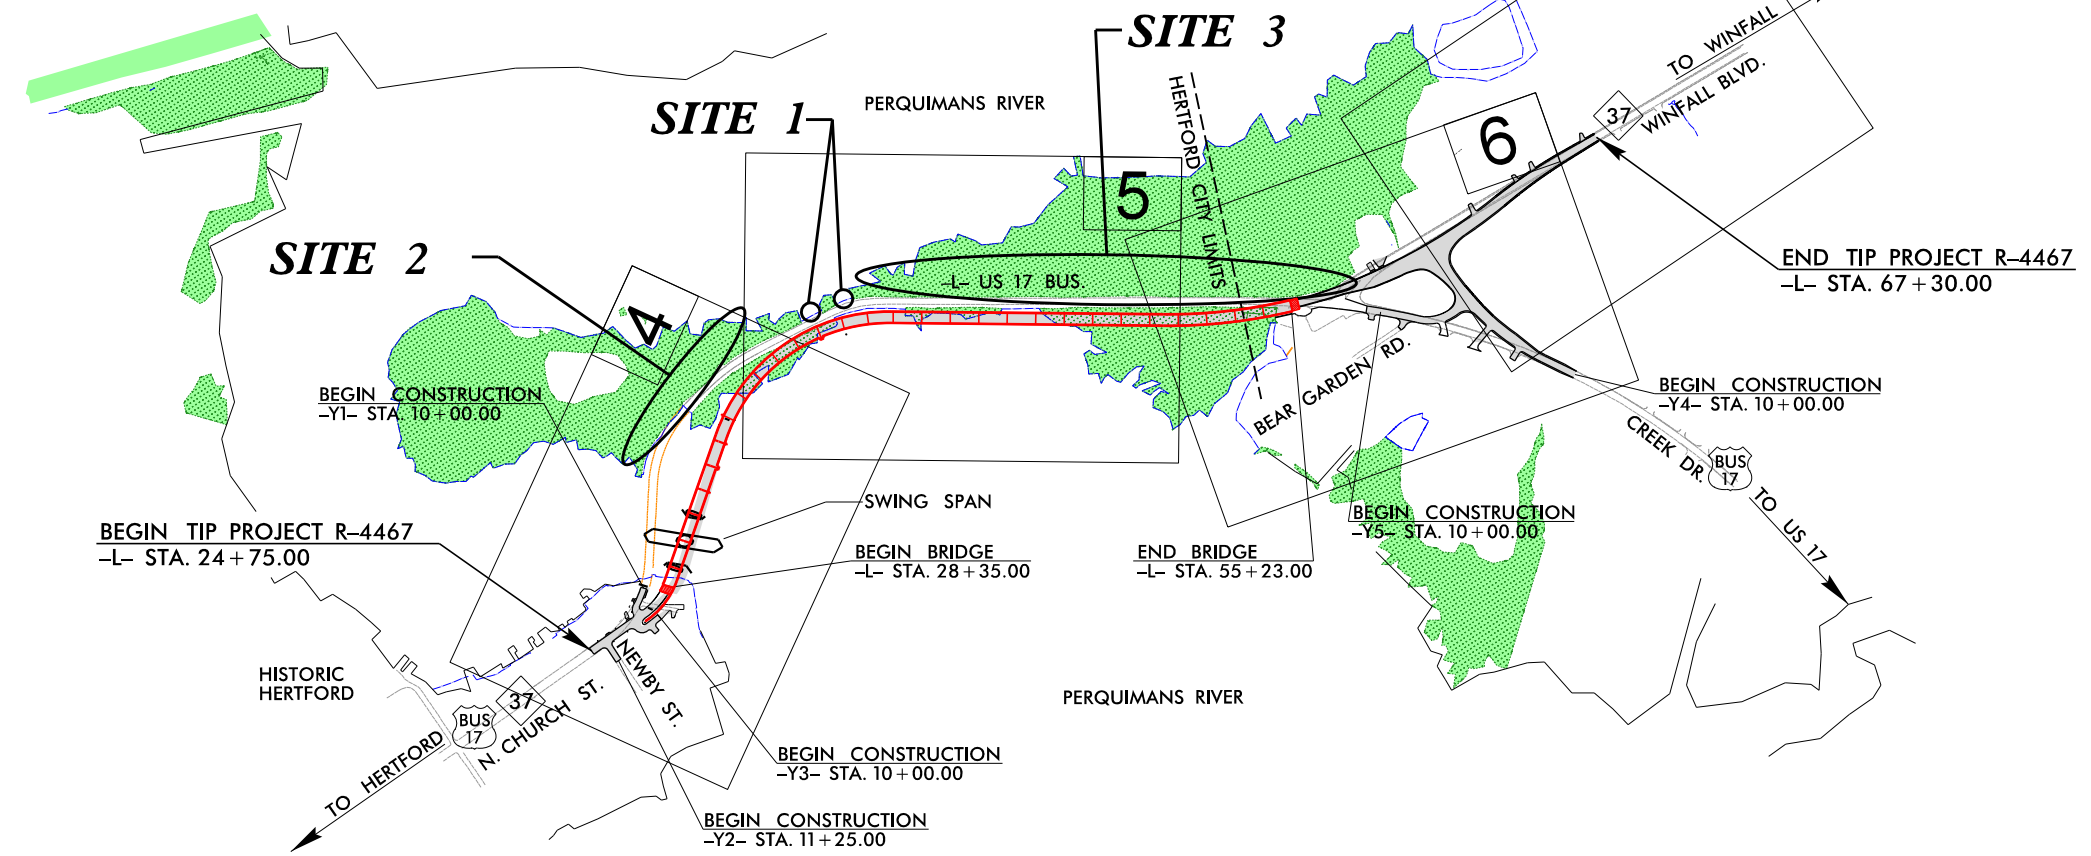 SITE 3
SITE 1
PERQUIMANS RIVER
HERTFORD CITY LIMITS
TO WINFALL
WINFALL BLVD.
37
6
5
SITE 2
4
-L- US 17 BUS.
END TIP PROJECT R-4467
-L- STA. 67+30.00
BEGIN CONSTRUCTION
-Y1- STA. 10+00.00
BEAR GARDEN RD.
BEGIN CONSTRUCTION
-Y4- STA. 10+00.00
CREEK DR.
BUS
17
TO US 17
SWING SPAN
BEGIN TIP PROJECT R-4467
-L- STA. 24+75.00
BEGIN BRIDGE
-L- STA. 28+35.00
END BRIDGE
-L- STA. 55+23.00
BEGIN CONSTRUCTION
-Y5- STA. 10+00.00
HISTORIC
HERTFORD
NEWBY ST.
PERQUIMANS RIVER
37
BUS
17
N. CHURCH ST.
TO HERTFORD
BEGIN CONSTRUCTION
-Y3- STA. 10+00.00
BEGIN CONSTRUCTION
-Y2- STA. 11+25.00